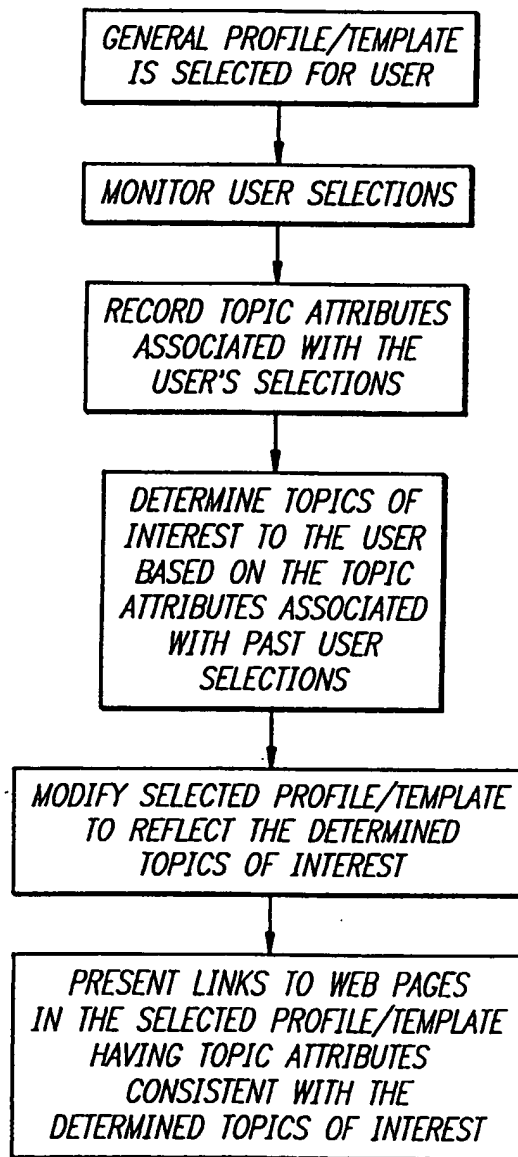 GENERAL PROFILE/TEMPLATE
IS SELECTED FOR USER
MONITOR USER SELECTIONS
RECORD TOPIC ATTRIBUTES
ASSOCIATED WITH THE
USER'S SELECTIONS
DETERMINE TOPICS OF
INTEREST TO THE USER
BASED ON THE TOPIC
ATTRIBUTES ASSOCIATED
WITH PAST USER
SELECTIONS
MODIFY SELECTED PROFILE/TEMPLATE
TO REFLECT THE DETERMINED
TOPICS OF INTEREST
PRESENT LINKS TO WEB PAGES
IN THE SELECTED PROFILE/TEMPLATE
HAVING TOPIC ATTRIBUTES
CONSISTENT WITH THE
DETERMINED TOPICS OF INTEREST